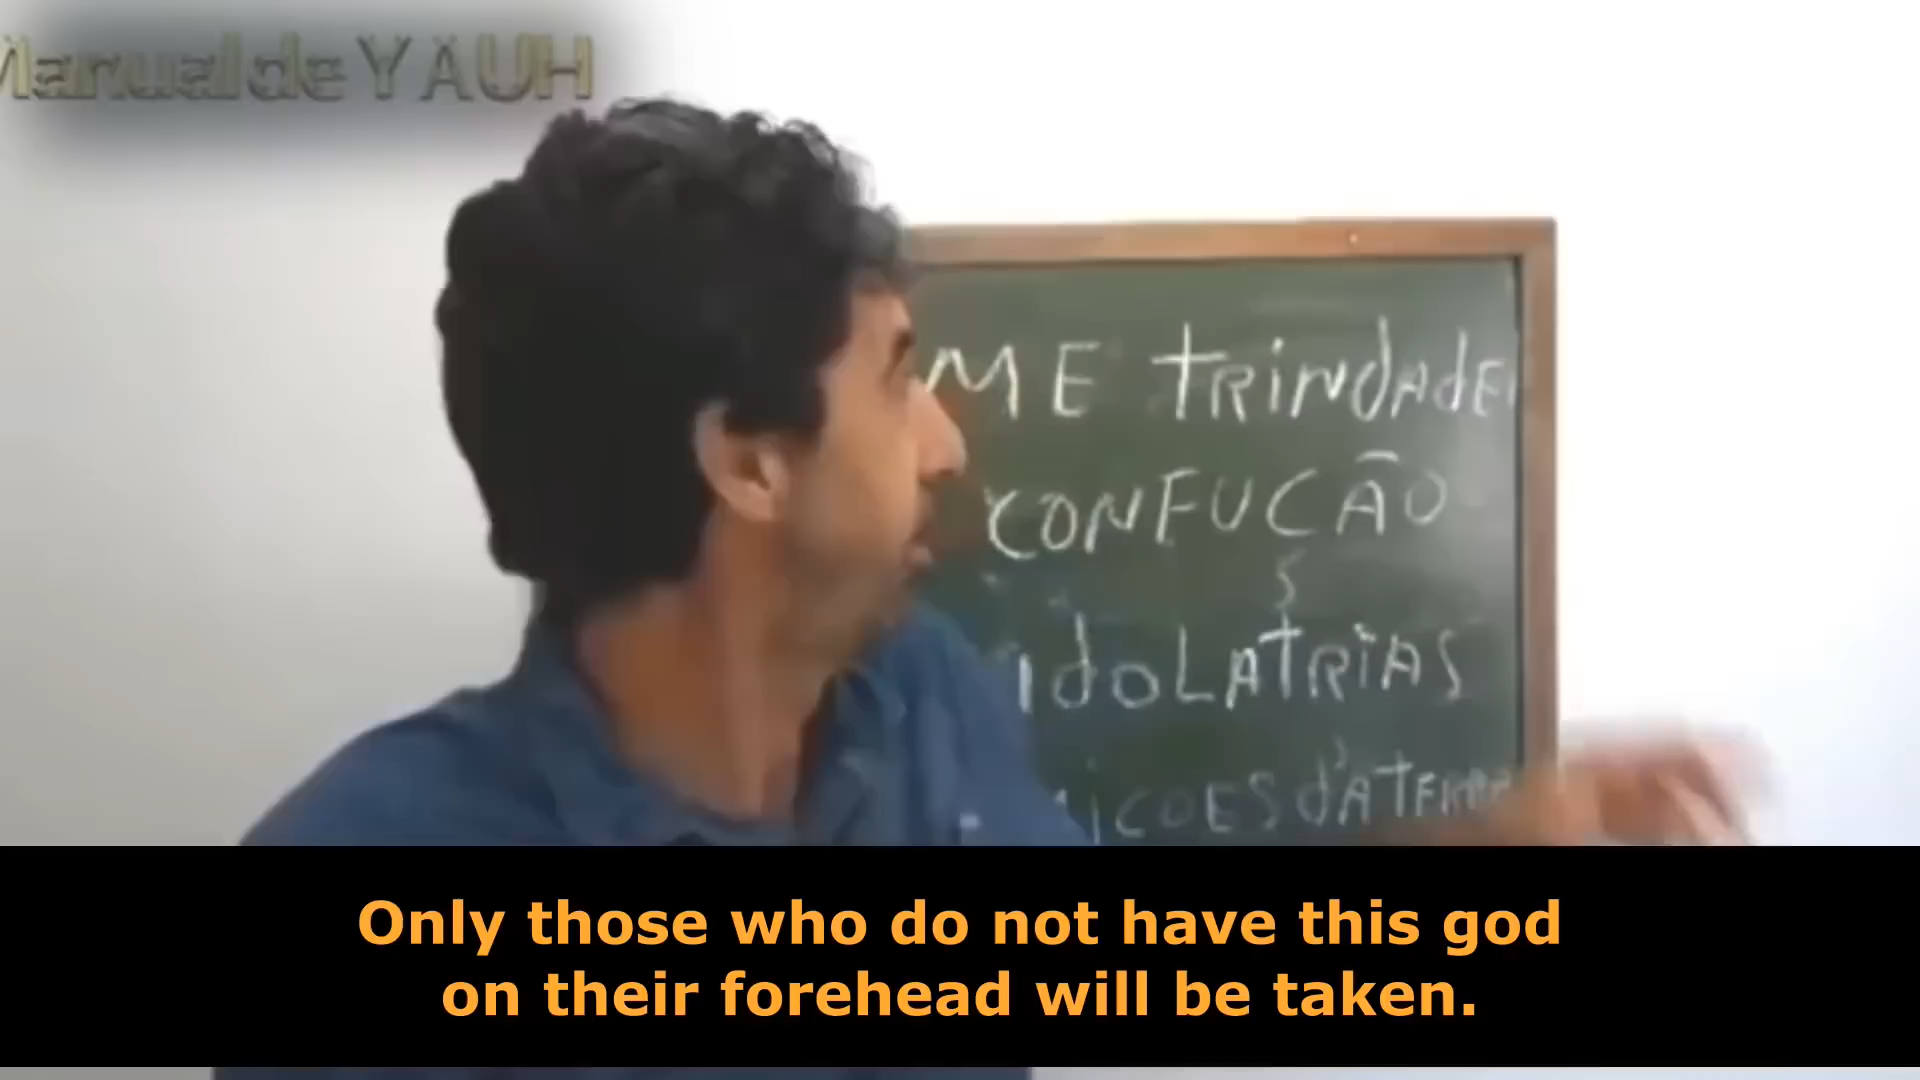 Manual de YAUH
ME TRINDADE
CONFUCÃO
S
IDOLATRIAS
Only those who do not have this god
on their forehead will be taken.